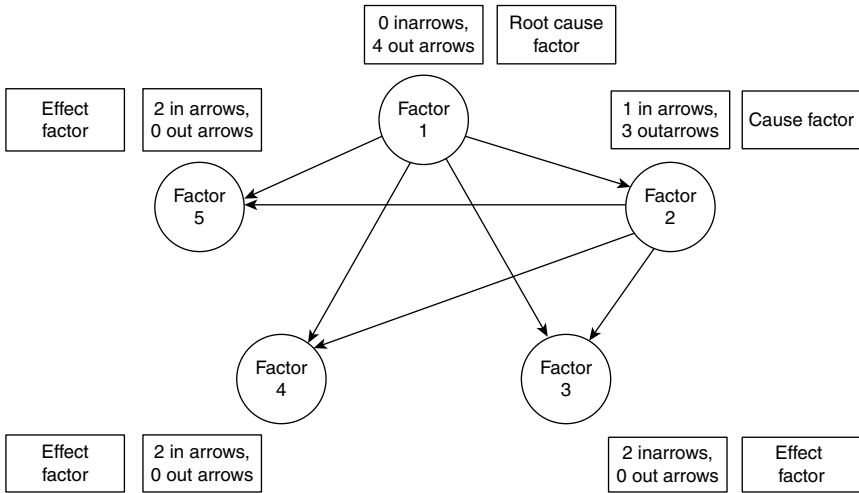 0 inarrows,
4 out arrows
Root cause
factor
Effect
factor
2 in arrows,
0 out arrows
Factor
1
1 in arrows,
3 outarrows
Cause factor
Factor
5
Factor
2
Factor
4
Factor
3
Effect
factor
2 in arrows,
0 out arrows
2 inarrows,
0 out arrows
Effect
factor